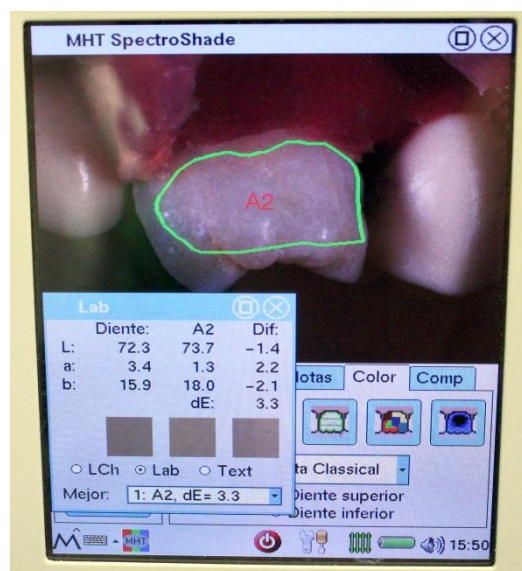 MHT SpectroShade
A2
Lab
Diente: A2 Dif:
L: 72.3 73.7 -1.4
a: 3.4 1.3 2.2
b: 15.9 18.0 -2.1
dE: 3.3
LCh Lab Text
Mejor: 1: A2, dE= 3.3
Color Comp
Classical
Diente superior
Diente inferior
MHT
15:50